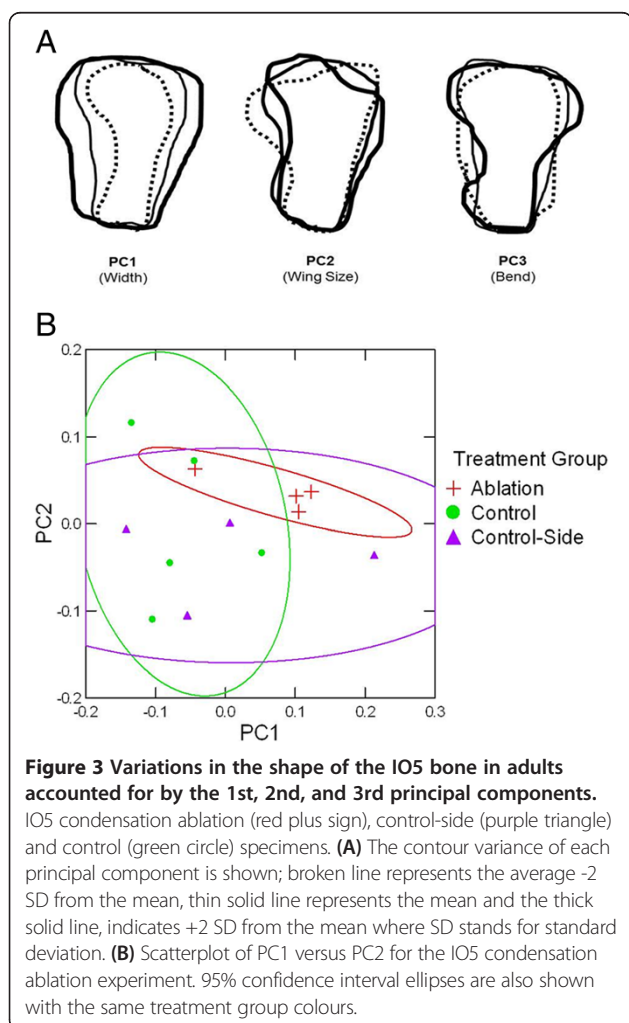 A
PC1
(Width)
PC2
(Wing Size)
PC3
(Bend)
B
0.2
0.1
0.0
-0.1
-0.2
PC2
-0.2 -0.1 0.0 0.1 0.2 0.3
PC1
Treatment Group
Ablation
Control
Control-Side
Figure 3 Variations in the shape of the IO5 bone in adults
accounted for by the 1st, 2nd, and 3rd principal components.
IO5 condensation ablation (red plus sign), control-side (purple triangle)
and control (green circle) specimens. (A) The contour variance of each
principal component is shown; broken line represents the average -2
SD from the mean, thin solid line represents the mean and the thick
solid line, indicates +2 SD from the mean where SD stands for standard
deviation. (B) Scatterplot of PC1 versus PC2 for the IO5 condensation
ablation experiment. 95% confidence interval ellipses are also shown
with the same treatment group colours.